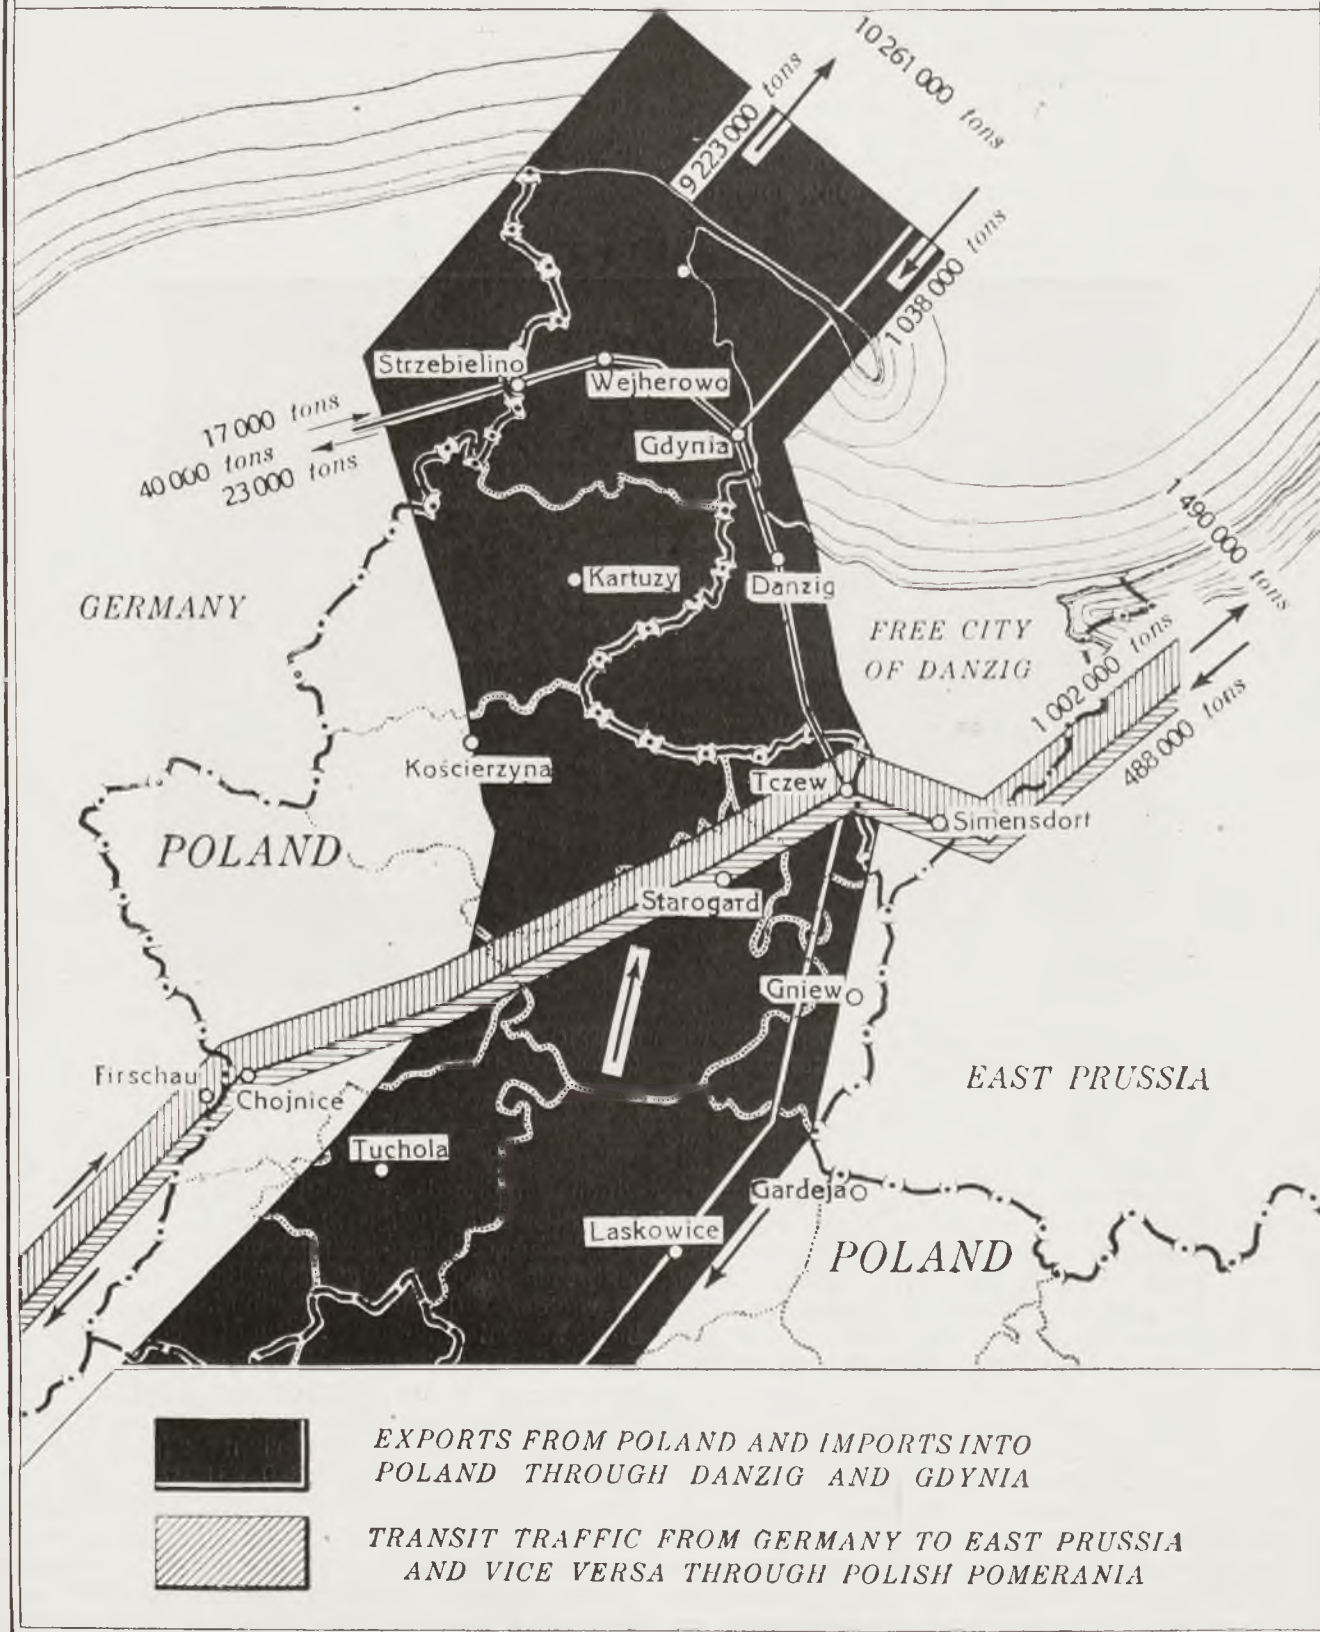 10 261 000 tons
9 223 000 tons
1 038 000 tons
Strzebielino
Wejherowo
17 000 tons
40 000 tons
23 000 tons
Gdynia
1 490 000 tons
Kartuzy
Danzig
GERMANY
FREE CITY
OF DANZIG
1 002 000 tons
488 000 tons
Kościerzyna
Tczew
Simensdorf
POLAND
Starogard
Gniew
Firschau
Chojnice
EAST PRUSSIA
Tuchola
Gardeja
Laskowice
POLAND
EXPORTS FROM POLAND AND IMPORTS INTO
POLAND THROUGH DANZIG AND GDYNIA
TRANSIT TRAFFIC FROM GERMANY TO EAST PRUSSIA
AND VICE VERSA THROUGH POLISH POMERANIA